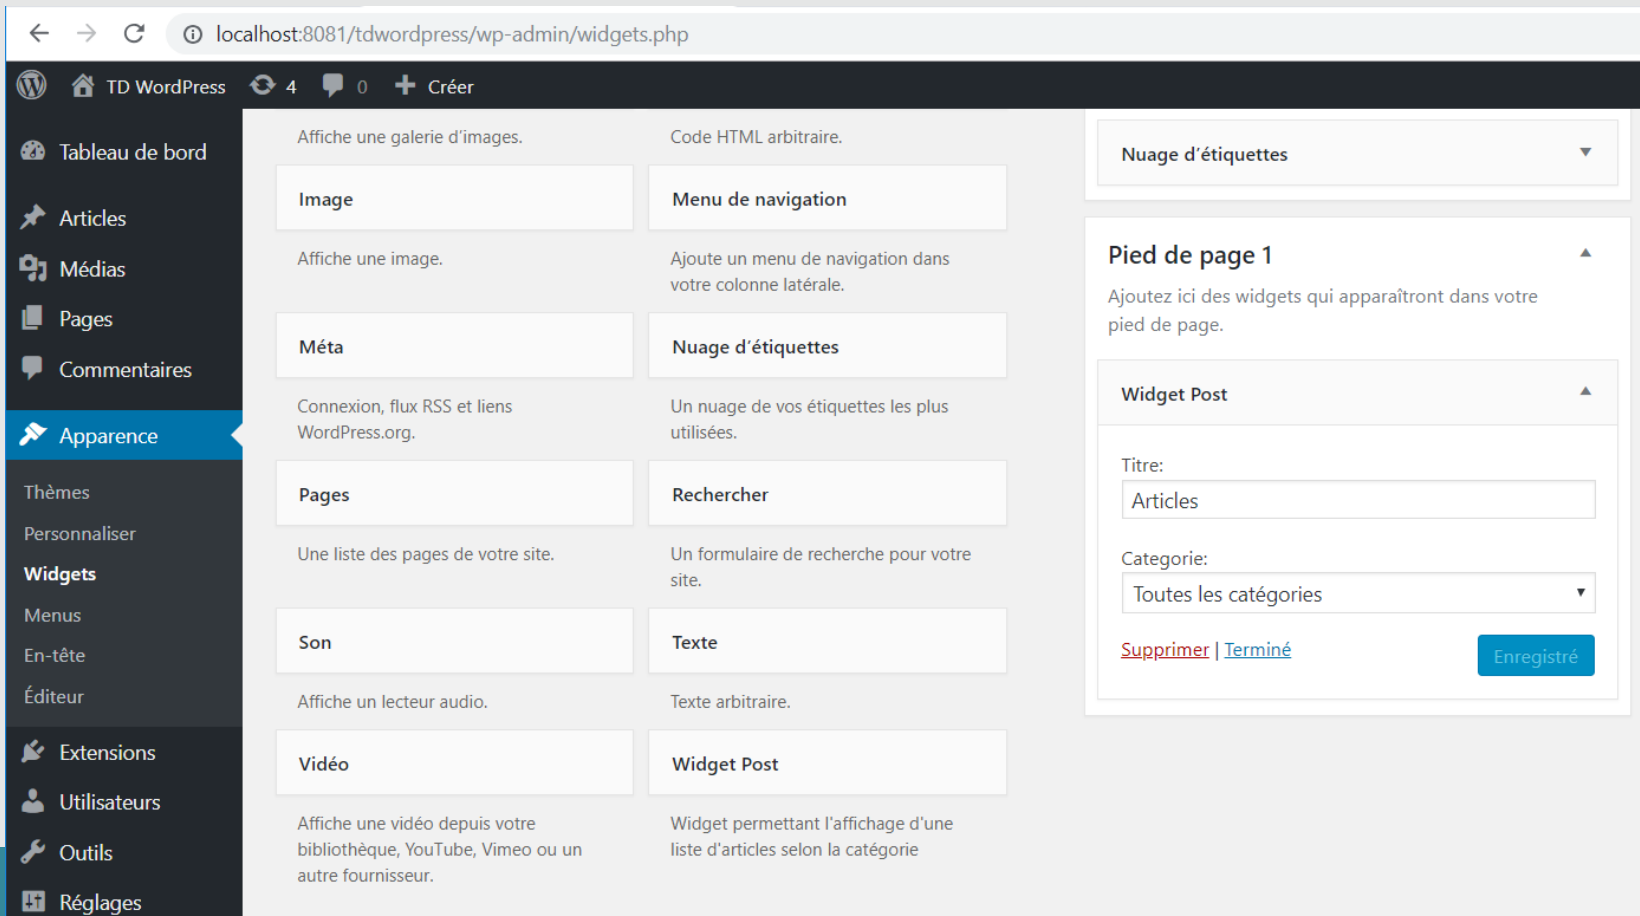 localhost:8081/tdwordpress/wp-admin/widgets.php
TD WordPress 4 0 Créer
Tableau de bord
Articles
Médias
Pages
Commentaires
Apparence
Thèmes
Personnaliser
Widgets
Menus
En-tête
Éditeur
Extensions
Utilisateurs
Outils
Réglages
Affiche une galerie d'images.
Code HTML arbitraire.
Image
Affiche une image.
Menu de navigation
Ajoute un menu de navigation dans
votre colonne latérale.
Méta
Connexion, flux RSS et liens
WordPress.org.
Nuage d'étiquettes
Un nuage de vos étiquettes les plus
utilisées.
Pages
Une liste des pages de votre site.
Rechercher
Un formulaire de recherche pour votre
site.
Son
Affiche un lecteur audio.
Texte
Texte arbitraire.
Vidéo
Affiche une vidéo depuis votre
bibliothèque, YouTube, Vimeo ou un
autre fournisseur.
Widget Post
Widget permettant l'affichage d'une
liste d'articles selon la catégorie
Nuage d'étiquettes
Pied de page 1
Ajoutez ici des widgets qui apparaîtront dans votre
pied de page.
Widget Post
Titre:
Articles
Categorie:
Toutes les catégories
Supprimer | Terminé
Enregistré